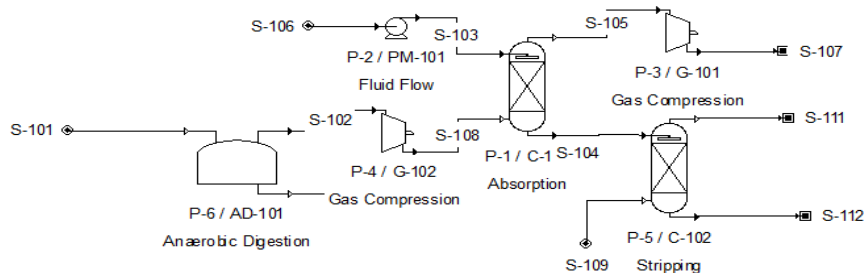 S-106
S-103
P-2 / PM-101
Fluid Flow
S-105
P-3 / G-101
Gas Compression
S-107
S-101
S-102
P-4 / G-102
Gas Compression
S-108
P-1 / C-1
Absorption
S-104
S-111
P-6 / AD-101
Anaerobic Digestion
P-5 / C-102
Stripping
S-109
S-112